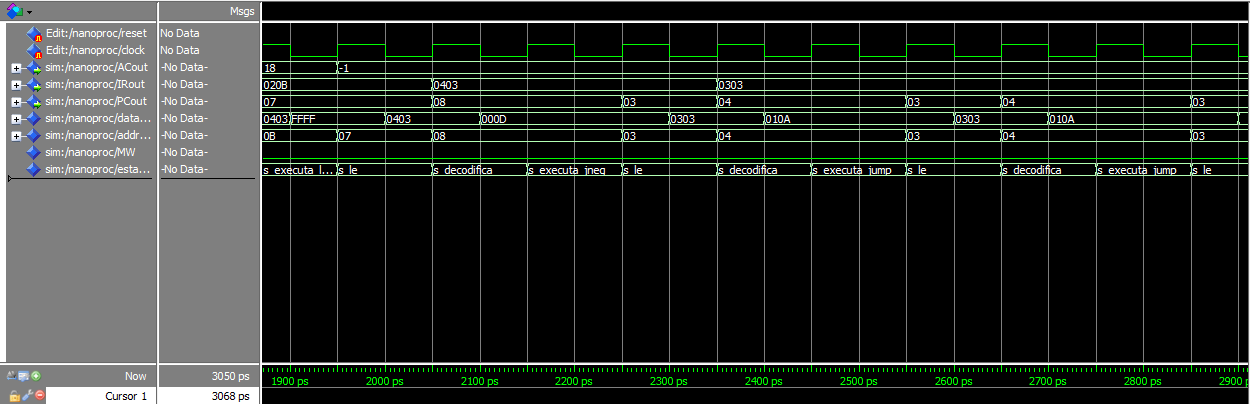 Msgs
Edit:/nanoproc/reset No Data
Edit:/nanoproc/clock No Data
sim:/nanoproc/ACout -No Data- 18 -1
sim:/nanoproc/IRout -No Data- 020B 0403 0303
sim:/nanoproc/PCout -No Data- 07 08 03 04 03 04 03
sim:/nanoproc/data... -No Data- 0403 FFFF 0403 000D 0303 010A 0303 010A
sim:/nanoproc/addr... -No Data- 0B 07 08 03 04 03 04 03
sim:/nanoproc/MW -No Data-
sim:/nanoproc/esta... -No Data- s_executa_l... s_le s_decodifica s_executa_jneg s_le s_decodifica s_executa_jump s_le s_decodifica s_executa_jump s_le
Now 3050 ps 1900 ps 2000 ps 2100 ps 2200 ps 2300 ps 2400 ps 2500 ps 2600 ps 2700 ps 2800 ps 2900 ps
Cursor 1 3068 ps